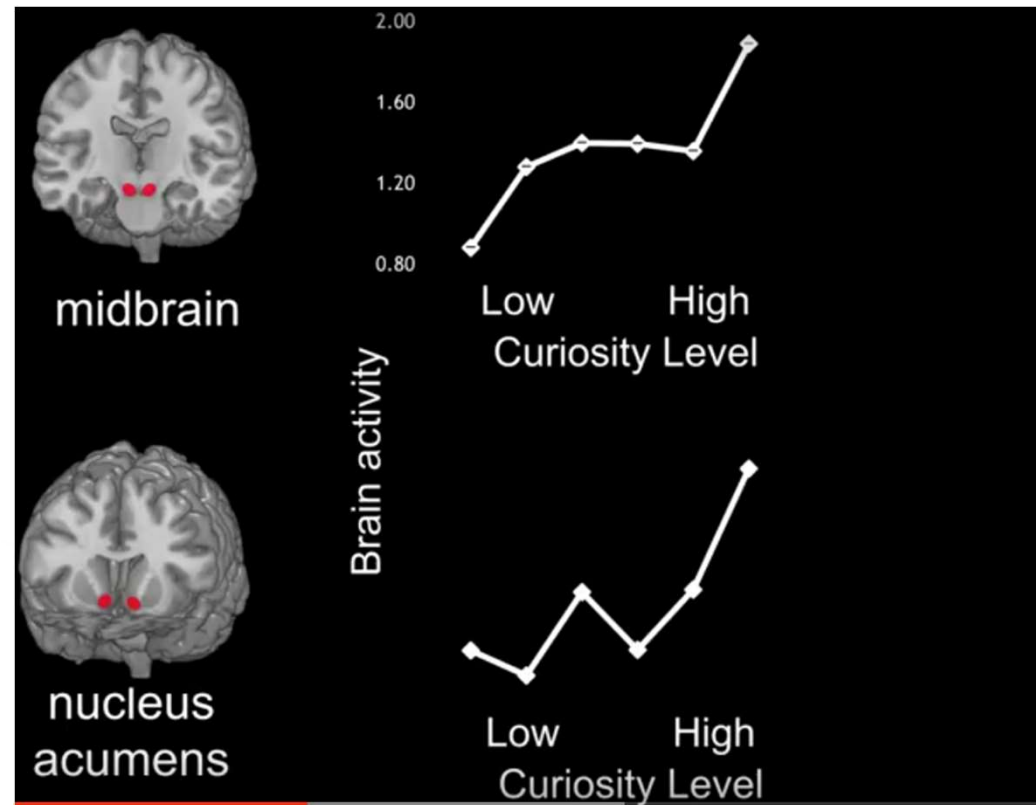 2.00
1.60
1.20
0.80
midbrain
Low High
Curiosity Level
Brain activity
nucleus
acumens
Low High
Curiosity Level